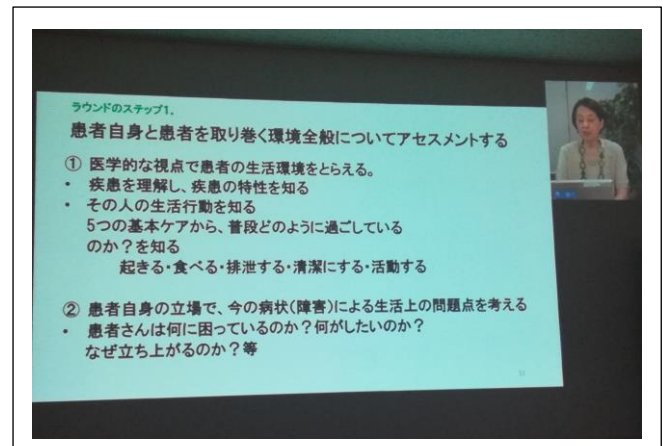 ラウンドのステップ1.
患者自身と患者を取り巻く環境全般についてアセスメントする
① 医学的な視点で患者の生活環境をとらえる。
・ 疾患を理解し、疾患の特性を知る
・ その人の生活行動を知る
5つの基本ケアから、普段どのように過ごしている
のか？を知る
起きる・食べる・排泄する・清潔にする・活動する
② 患者自身の立場で、今の病状(障害)による生活上の問題点を考える
・ 患者さんは何に困っているのか？何がしたいのか？
なぜ立ち上がるのか？等